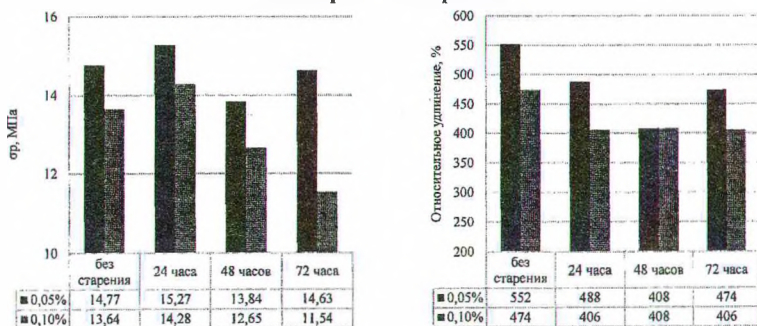 16
14
12
10
σр, МПа
без старения 24 часа 48 часов 72 часа
0,05% 14,77 15,27 13,84 14,63
0,10% 13,64 14,28 12,65 11,54
600
550
500
450
400
350
300
250
200
Относительное удлинение, %
без старения 24 часа 48 часов 72 часа
0,05% 552 488 408 474
0,10% 474 406 408 406